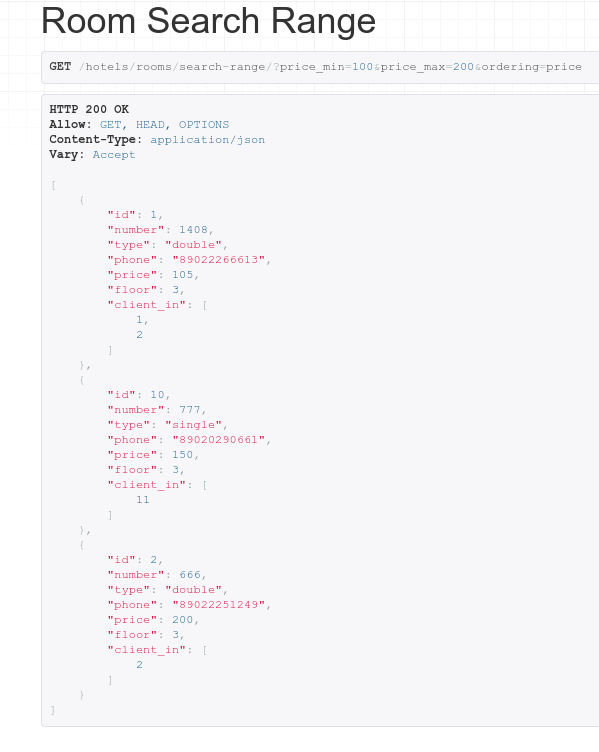 Room Search Range
GET /hotels/rooms/search-range/?price_min=100&price_max=200&ordering=price
HTTP 200 OK
Allow: GET, HEAD, OPTIONS
Content-Type: application/json
Vary: Accept
[
{
"id": 1,
"number": 1408,
"type": "double",
"phone": "89022266613",
"price": 105,
"floor": 3,
"client_in": [
1,
2
]
},
{
"id": 10,
"number": 777,
"type": "single",
"phone": "89020290661",
"price": 150,
"floor": 3,
"client_in": [
11
]
},
{
"id": 2,
"number": 666,
"type": "double",
"phone": "89022251249",
"price": 200,
"floor": 3,
"client_in": [
2
]
}
]